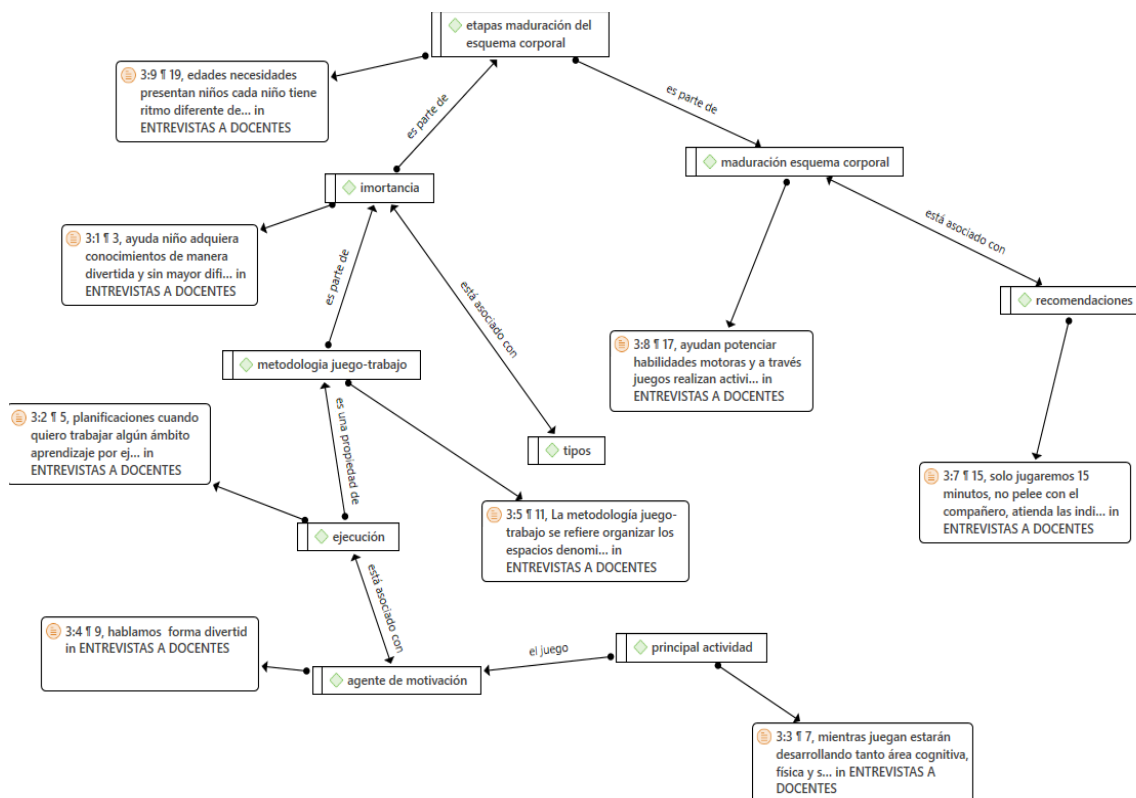 etapas maduración del
esquema corporal
3:9 ¶ 19, edades necesidades
presentan niños cada niño tiene
ritmo diferente de... in
ENTREVISTAS A DOCENTES
es parte de
es parte de
maduración esquema corporal
imortancia
3:1 ¶ 3, ayuda niño adquiera
conocimientos de manera
divertida y sin mayor difi... in
ENTREVISTAS A DOCENTES
es parte de
está asociado con
está asociado con
recomendaciones
metodología juego-trabajo
3:8 ¶ 17, ayudan potenciar
habilidades motoras y a través
juegos realizan activi... in
ENTREVISTAS A DOCENTES
3:2 ¶ 5, planificaciones cuando
quiero trabajar algún ámbito
aprendizaje por ej... in
ENTREVISTAS A DOCENTES
es una propiedad de
tipos
3:7 ¶ 15, solo jugaremos 15
minutos, no pelee con el
compañero, atienda las indi... in
ENTREVISTAS A DOCENTES
3:5 ¶ 11, La metodología juego-
trabajo se refiere organizar los
espacios denomi... in
ENTREVISTAS A DOCENTES
ejecución
está asociado con
3:4 ¶ 9, hablamos  forma divertid
in ENTREVISTAS A DOCENTES
el juego
principal actividad
agente de motivación
3:3 ¶ 7, mientras juegan estarán
desarrollando tanto área cognitiva,
física y s... in ENTREVISTAS A
DOCENTES